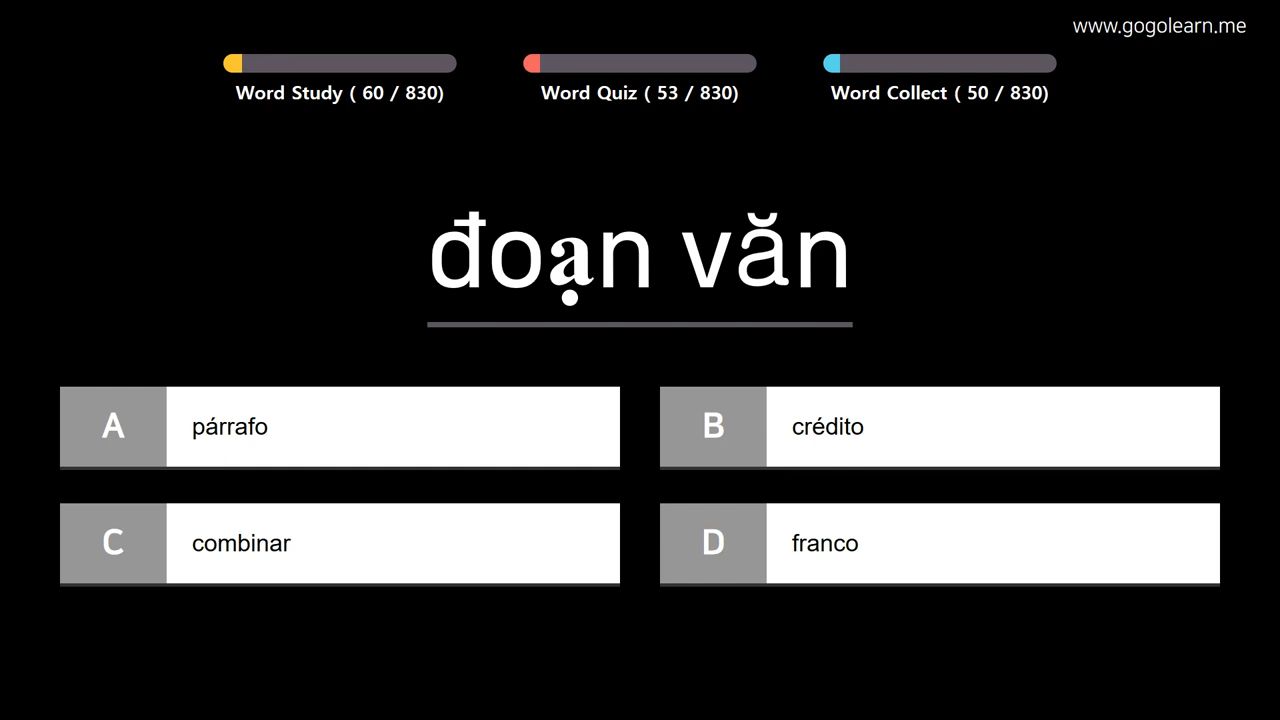 www.gogolearn.me
Word Study ( 60 / 830)
Word Quiz ( 53 / 830)
Word Collect ( 50 / 830)
đoạn văn
A párrafo
B crédito
C combinar
D franco